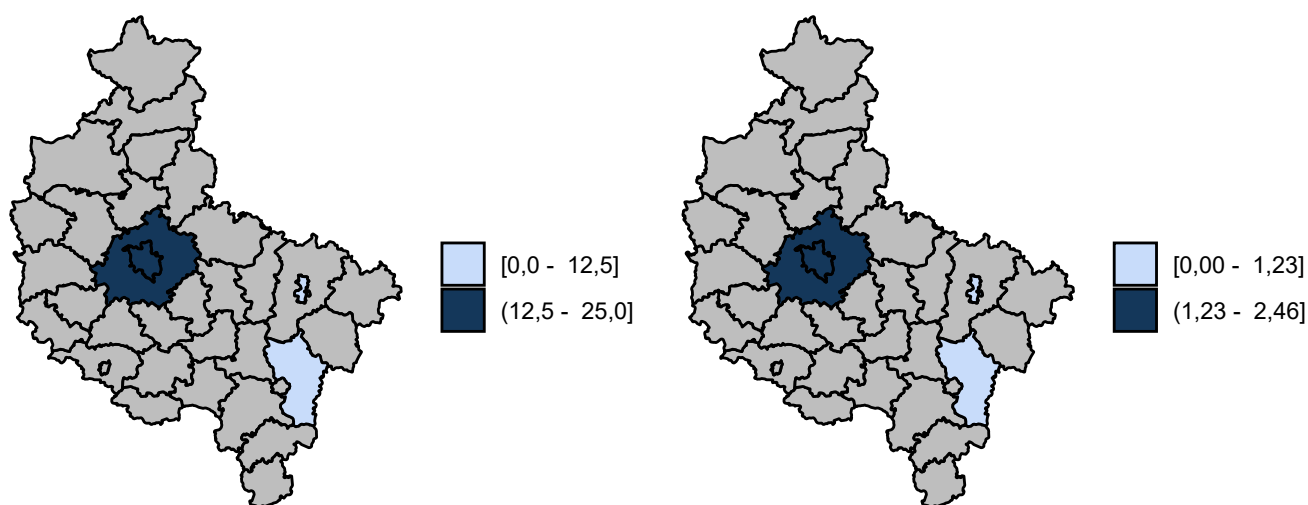 [0,0 - 12,5]
(12,5 - 25,0]
[0,00 - 1,23]
(1,23 - 2,46]